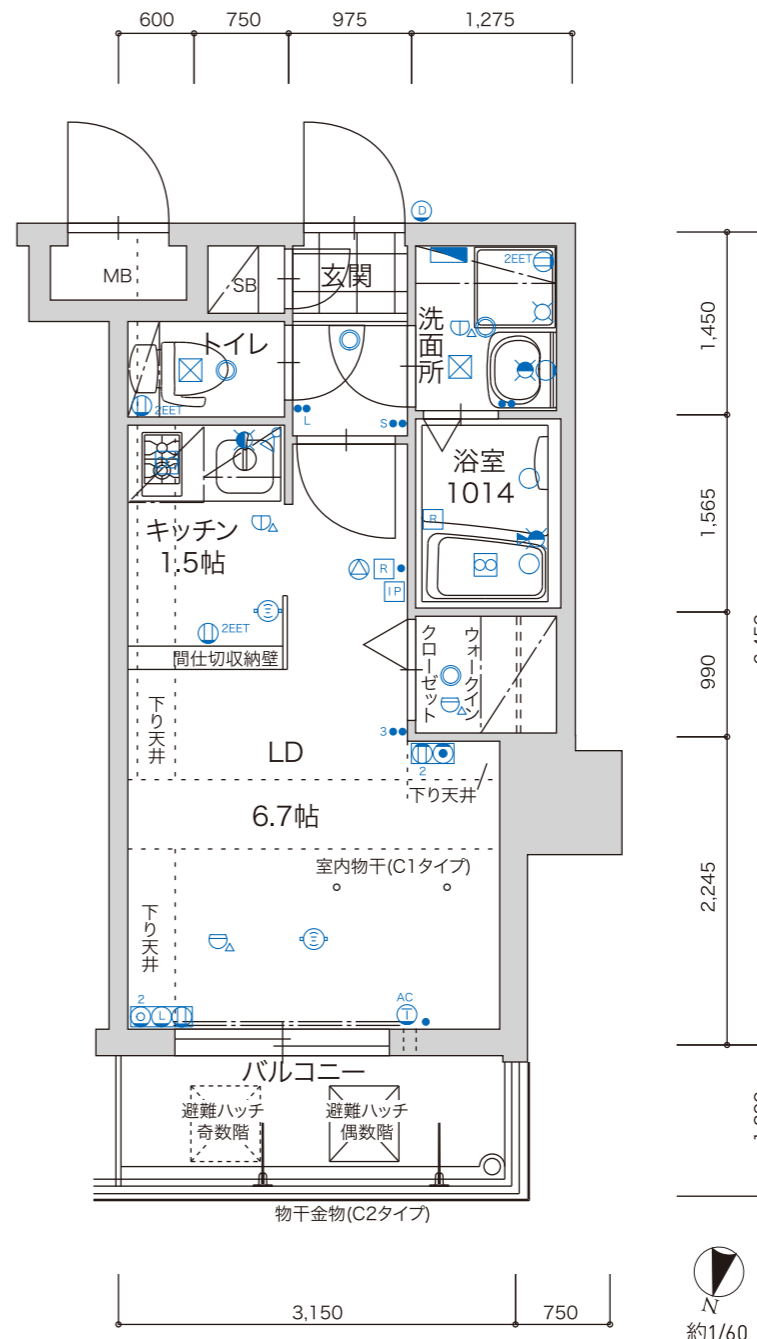 600 750 975 1,275
D
MB
SB
玄関
2EET
洗面所
トイレ
2EET
L
S
1,450
浴室
1014
R
1,565
キッチン
1.5帖
R
IP
2EET
間仕切収納壁
ウォークイン
クローゼット
990
3
下り天井
LD
2
下り天井
6.7帖
室内物干(C1タイプ)
2,245
下り天井
2
L
AC
T
バルコニー
避難ハッチ
奇数階
避難ハッチ
偶数階
物干金物(C2タイプ)
3,150 750
N
約1/60